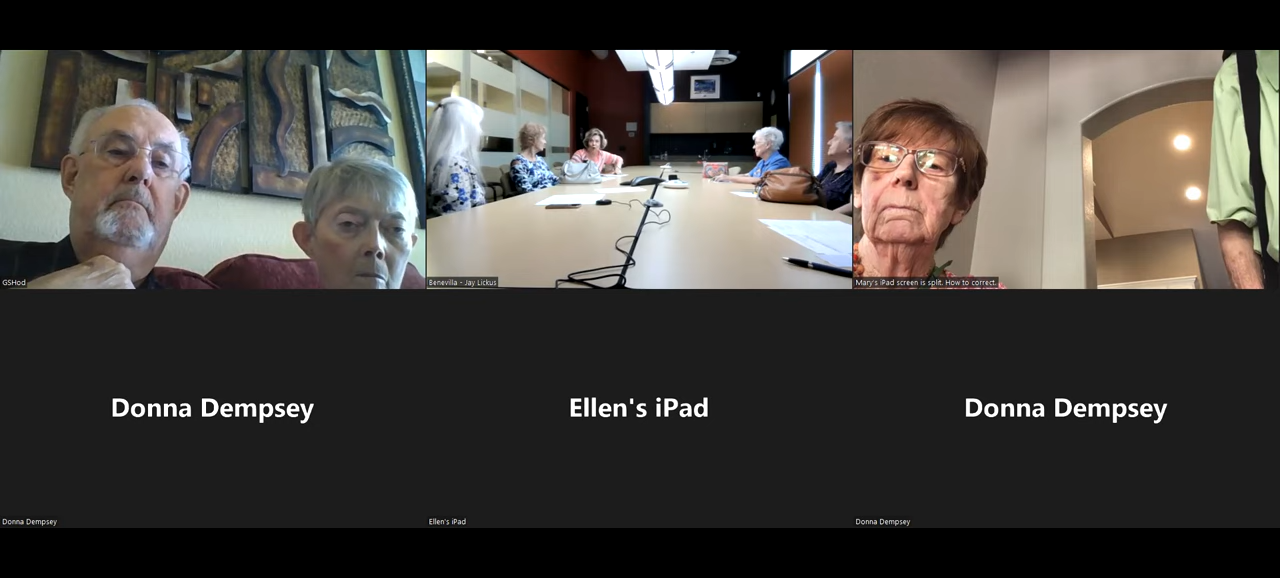 GSHod
Benevilla - Jay Lickus
Mary's iPad screen is split. How to correct.
Donna Dempsey
Ellen's iPad
Donna Dempsey
Donna Dempsey
Ellen's iPad
Donna Dempsey